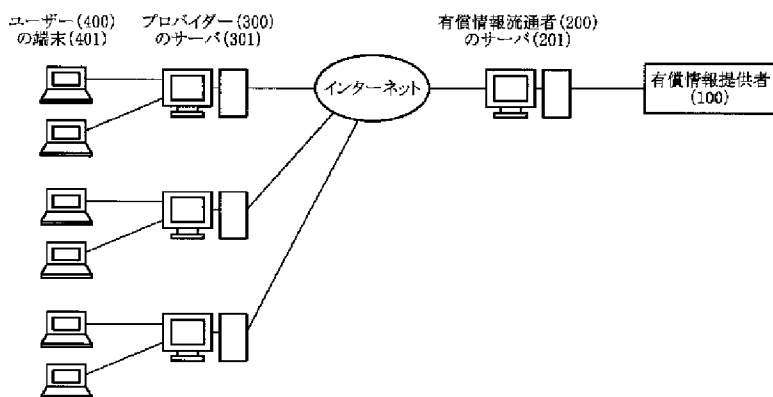 ユーザー(400)
の端末(401)
プロバイダー(300)
のサーバ(301)
有償情報流通者(200)
のサーバ(201)
インターネット
有償情報提供者
(100)